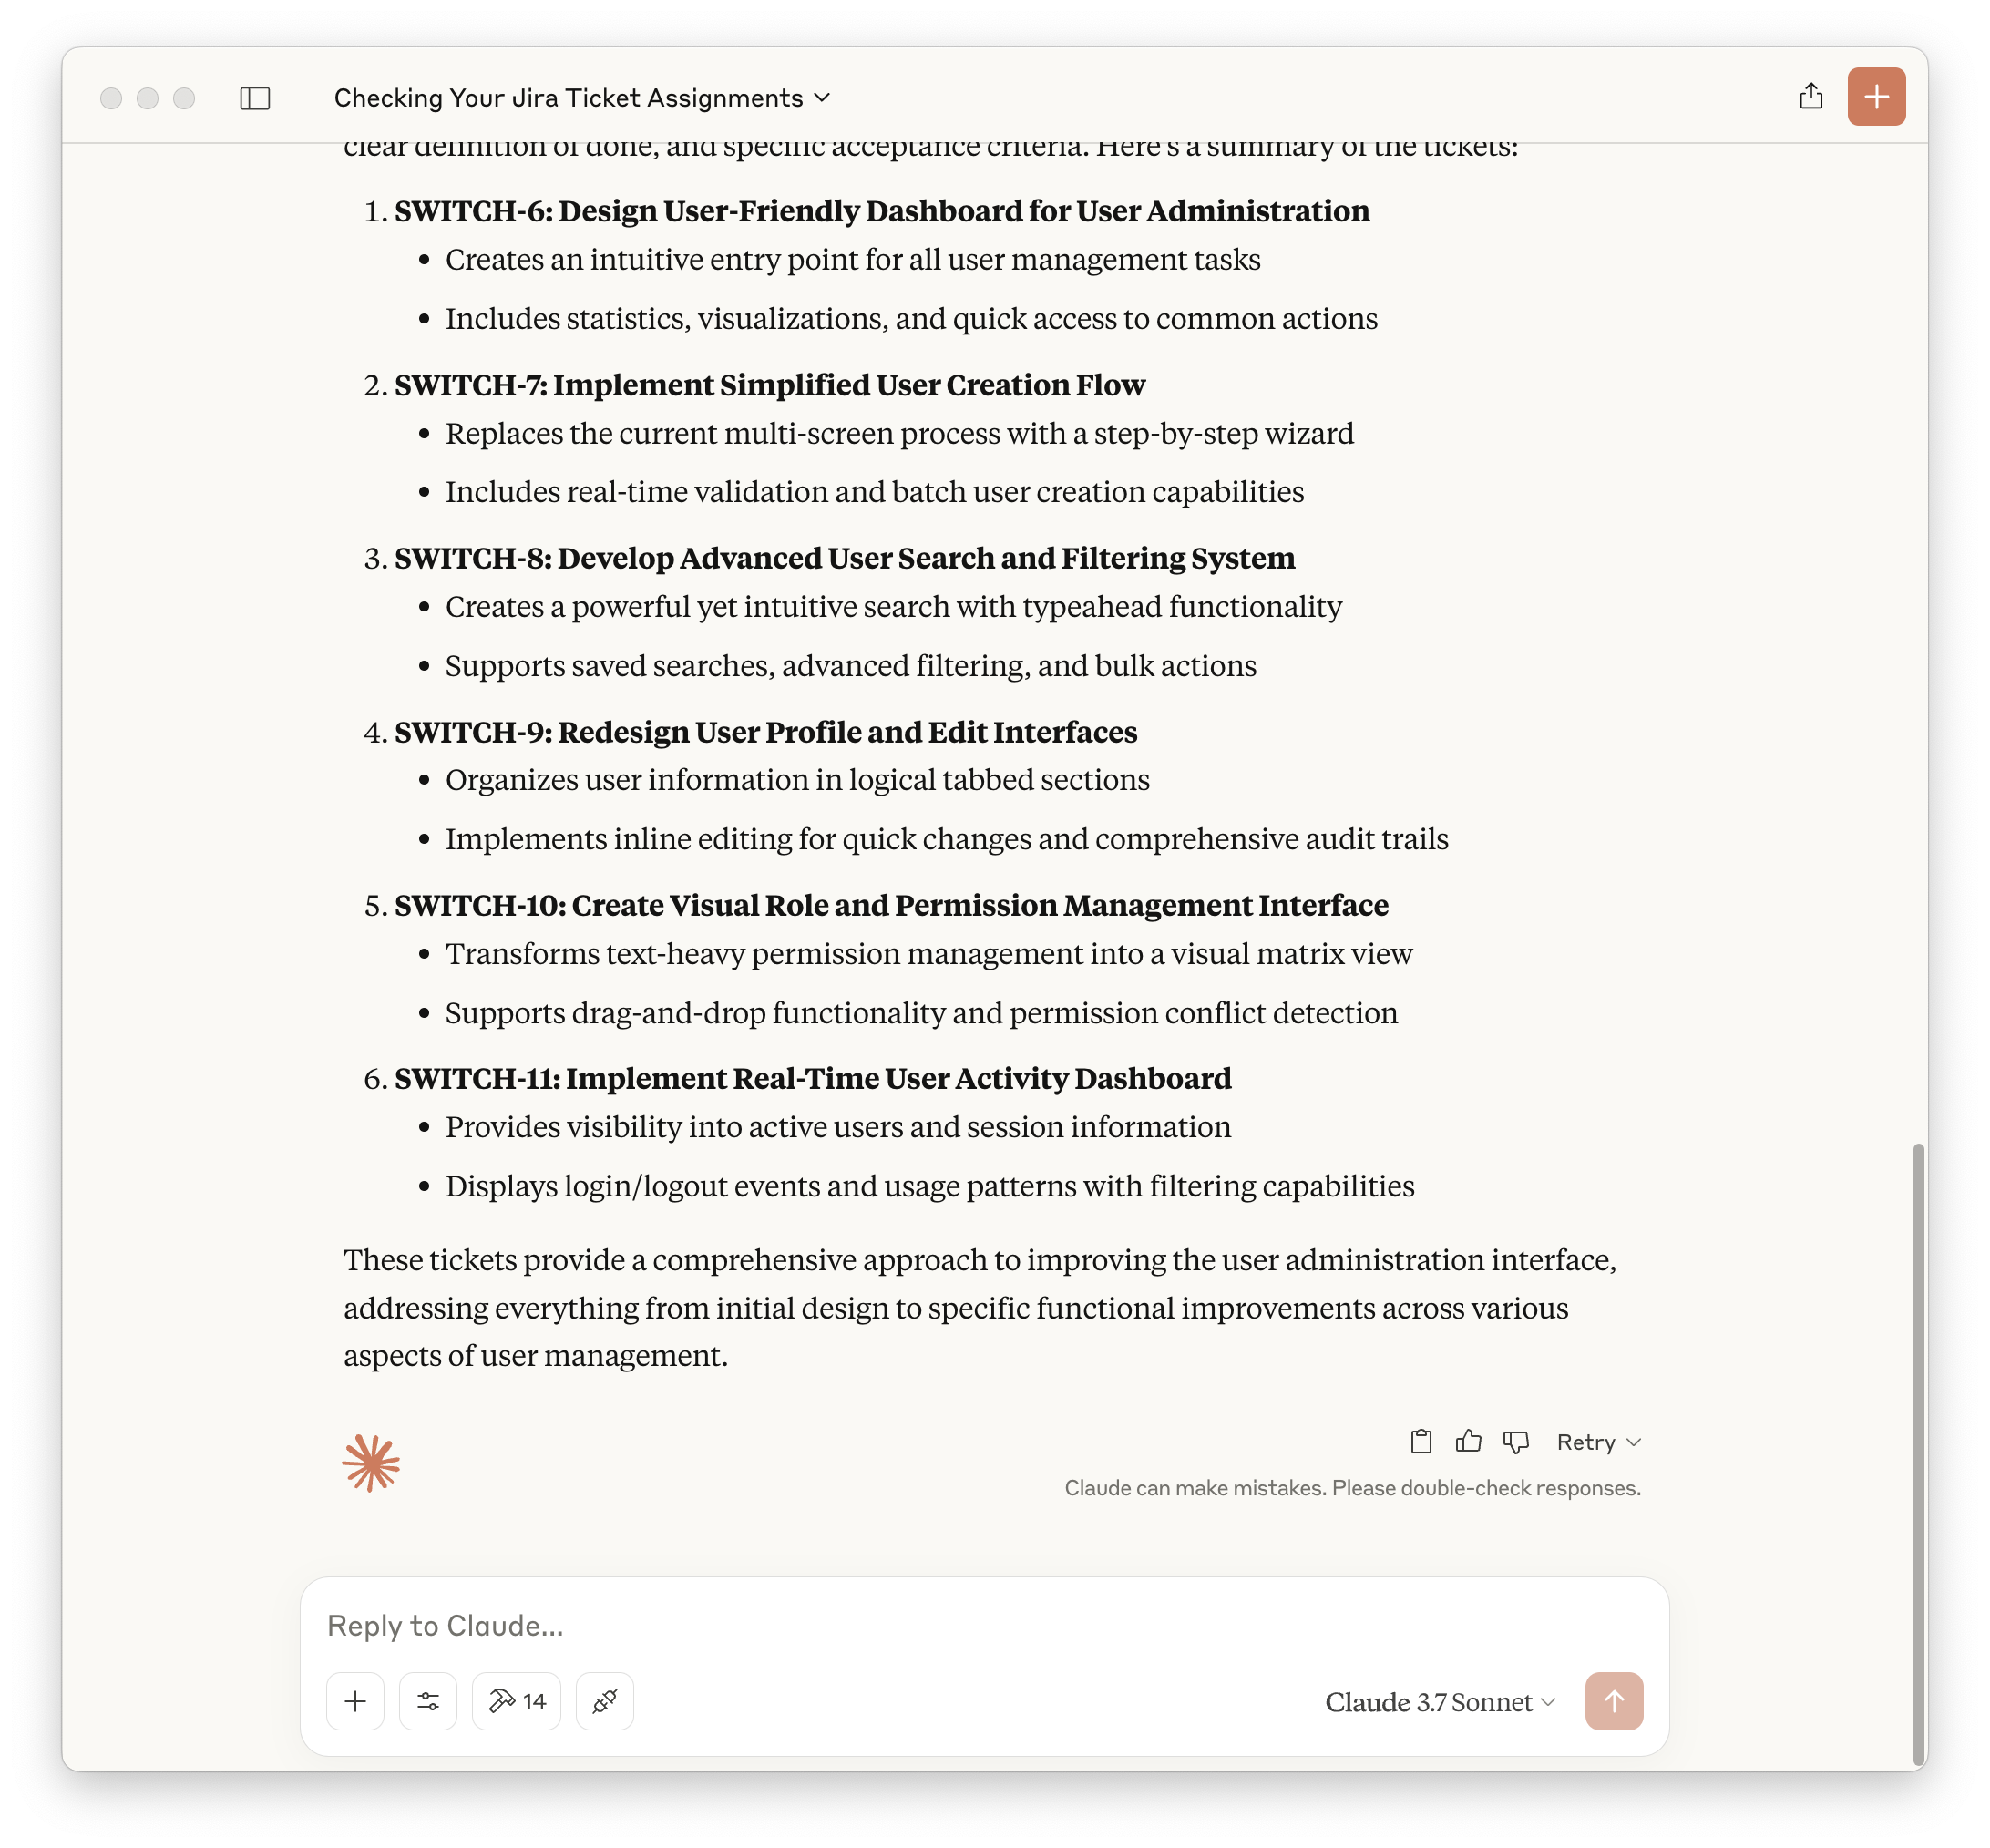 Checking Your Jira Ticket Assignments
clear definition of done, and specific acceptance criteria. Here's a summary of the tickets:
1. SWITCH-6: Design User-Friendly Dashboard for User Administration
• Creates an intuitive entry point for all user management tasks
• Includes statistics, visualizations, and quick access to common actions
2. SWITCH-7: Implement Simplified User Creation Flow
• Replaces the current multi-screen process with a step-by-step wizard
• Includes real-time validation and batch user creation capabilities
3. SWITCH-8: Develop Advanced User Search and Filtering System
• Creates a powerful yet intuitive search with typeahead functionality
• Supports saved searches, advanced filtering, and bulk actions
4. SWITCH-9: Redesign User Profile and Edit Interfaces
• Organizes user information in logical tabbed sections
• Implements inline editing for quick changes and comprehensive audit trails
5. SWITCH-10: Create Visual Role and Permission Management Interface
• Transforms text-heavy permission management into a visual matrix view
• Supports drag-and-drop functionality and permission conflict detection
6. SWITCH-11: Implement Real-Time User Activity Dashboard
• Provides visibility into active users and session information
• Displays login/logout events and usage patterns with filtering capabilities
These tickets provide a comprehensive approach to improving the user administration interface,
addressing everything from initial design to specific functional improvements across various
aspects of user management.
Retry
Claude can make mistakes. Please double-check responses.
Reply to Claude...
14
Claude 3.7 Sonnet